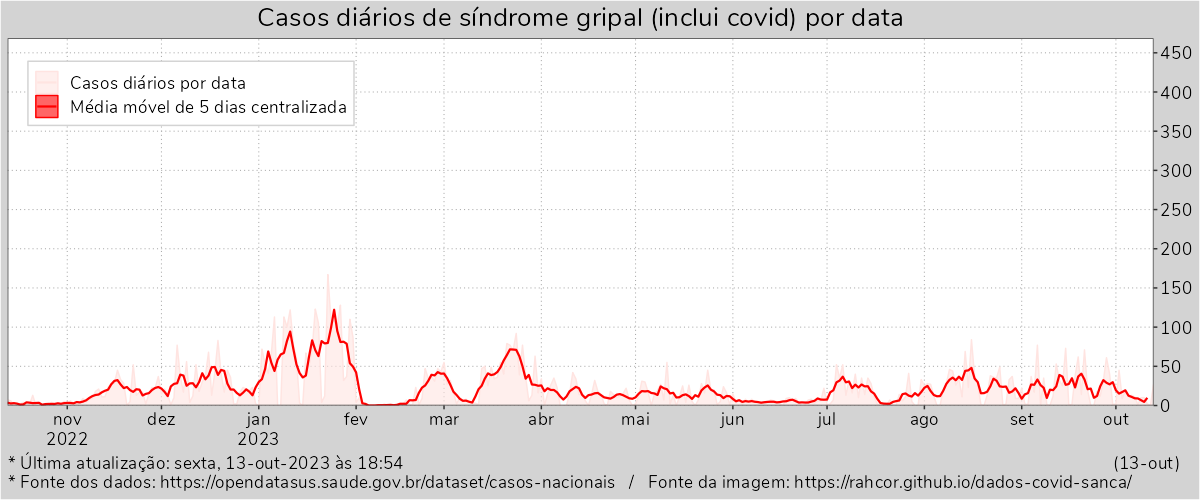 Casos diários de síndrome gripal (inclui covid) por data
Casos diários por data
Média móvel de 5 dias centralizada
450
400
350
300
250
200
150
100
50
0
nov dez jan fev mar abr mai jun jul ago set out
2022 2023
* Última atualização: sexta, 13-out-2023 às 18:54 (13-out)
* Fonte dos dados: https://opendatasus.saude.gov.br/dataset/casos-nacionais / Fonte da imagem: https://rahcor.github.io/dados-covid-sanca/